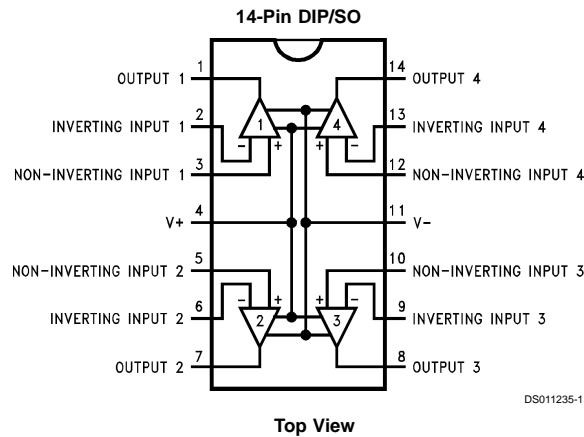 14-Pin DIP/SO
1 14
OUTPUT 1 OUTPUT 4
2 1 4 13
INVERTING INPUT 1 INVERTING INPUT 4
− + + −
3 12
NON-INVERTING INPUT 1 NON-INVERTING INPUT 4
4 11
V+ V−
5 10
NON-INVERTING INPUT 2 NON-INVERTING INPUT 3
− + + −
6 9
INVERTING INPUT 2 2 3 INVERTING INPUT 3
7 8
OUTPUT 2 OUTPUT 3
DS011235-1
Top View